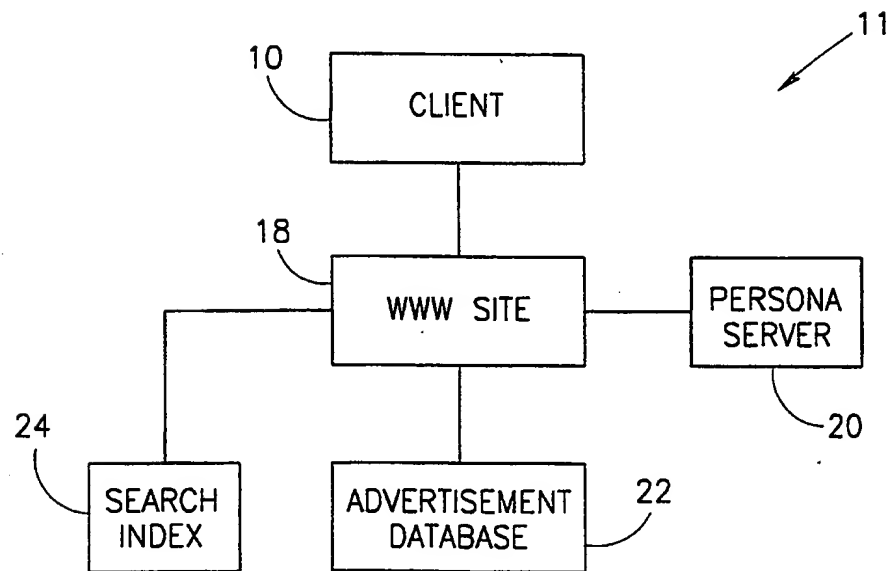 11
10
CLIENT
18
WWW SITE
PERSONA
SERVER
20
24
SEARCH
INDEX
ADVERTISEMENT
DATABASE
22